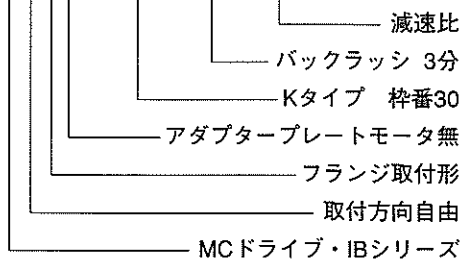 減速比
バックラッシ 3分
Kタイプ 枠番30
アダプタープレートモータ無
フランジ取付形
取付方向自由
MCドライブ・IBシリーズ